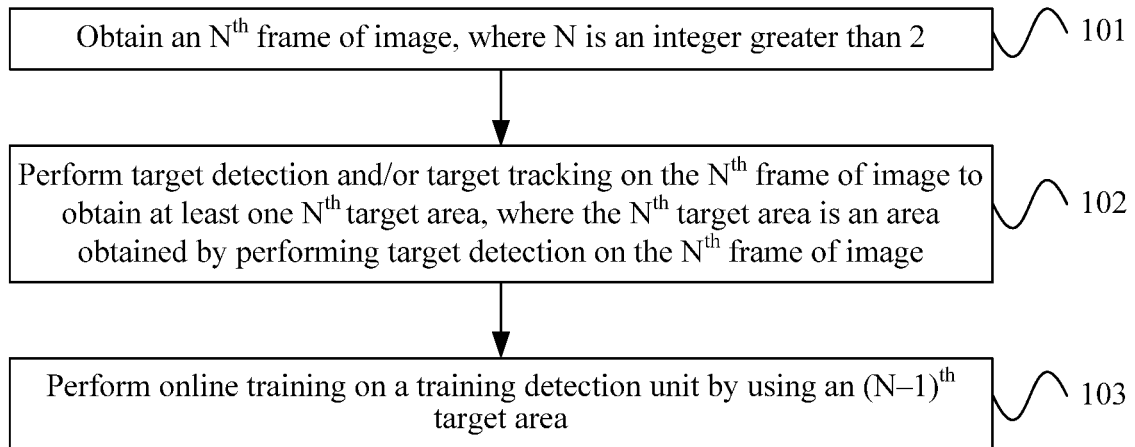 Obtain an Nth frame of image, where N is an integer greater than 2
101
Perform target detection and/or target tracking on the Nth frame of image to
obtain at least one Nth target area, where the Nth target area is an area
obtained by performing target detection on the Nth frame of image
102
Perform online training on a training detection unit by using an (N–1)th
target area
103